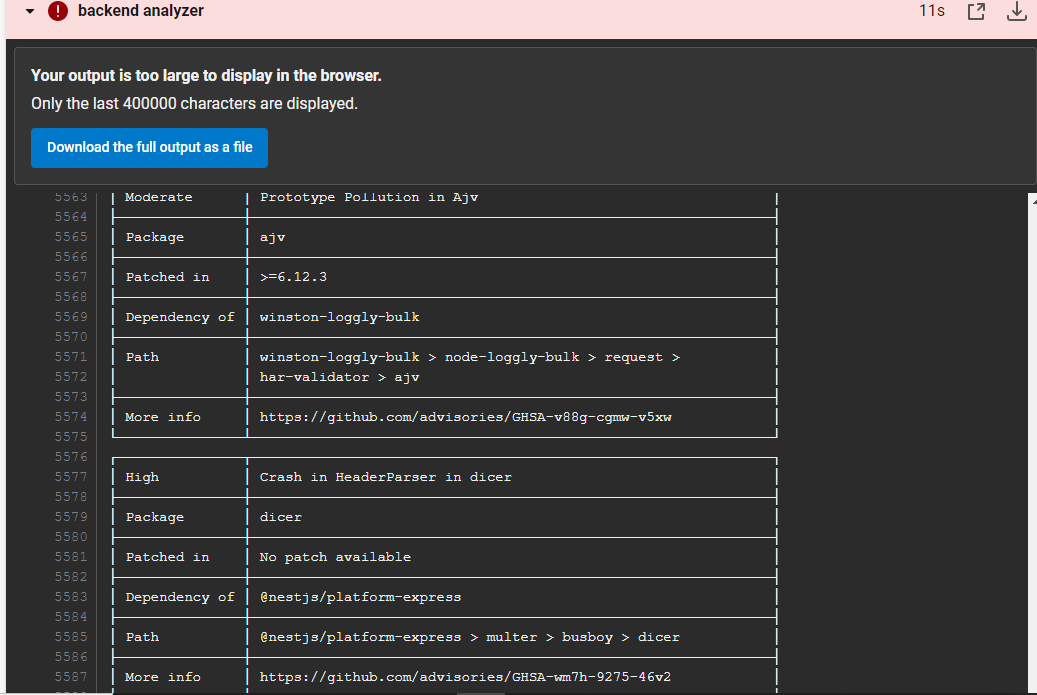 backend analyzer 11s
Your output is too large to display in the browser.
Only the last 400000 characters are displayed.
Download the full output as a file
5563 Moderate Prototype Pollution in Ajv
5564
5565 Package ajv
5566
5567 Patched in >=6.12.3
5568
5569 Dependency of winston-loggly-bulk
5570
5571 Path winston-loggly-bulk > node-loggly-bulk > request >
5572 har-validator > ajv
5573
5574 More info https://github.com/advisories/GHSA-v88g-cgmw-v5xw
5575
5576
5577 High Crash in HeaderParser in dicer
5578
5579 Package dicer
5580
5581 Patched in No patch available
5582
5583 Dependency of @nestjs/platform-express
5584
5585 Path @nestjs/platform-express > multer > busboy > dicer
5586
5587 More info https://github.com/advisories/GHSA-wm7h-9275-46v2